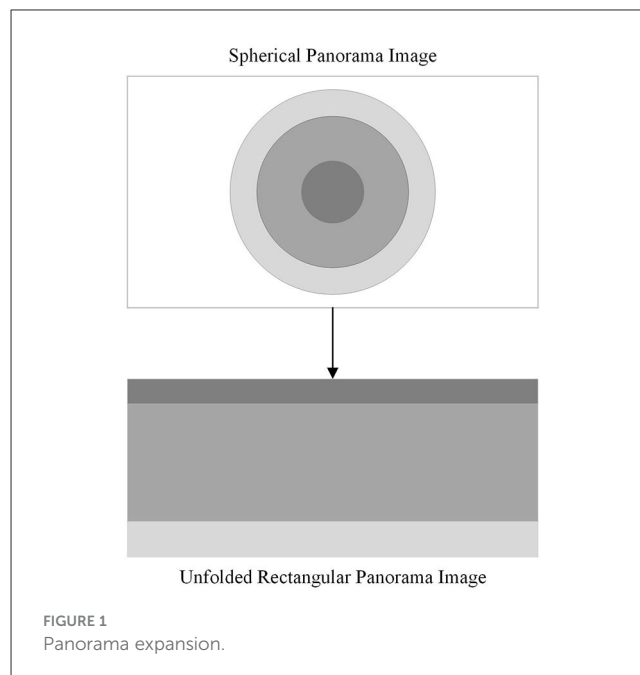 Spherical Panorama Image
Unfolded Rectangular Panorama Image
FIGURE 1
Panorama expansion.